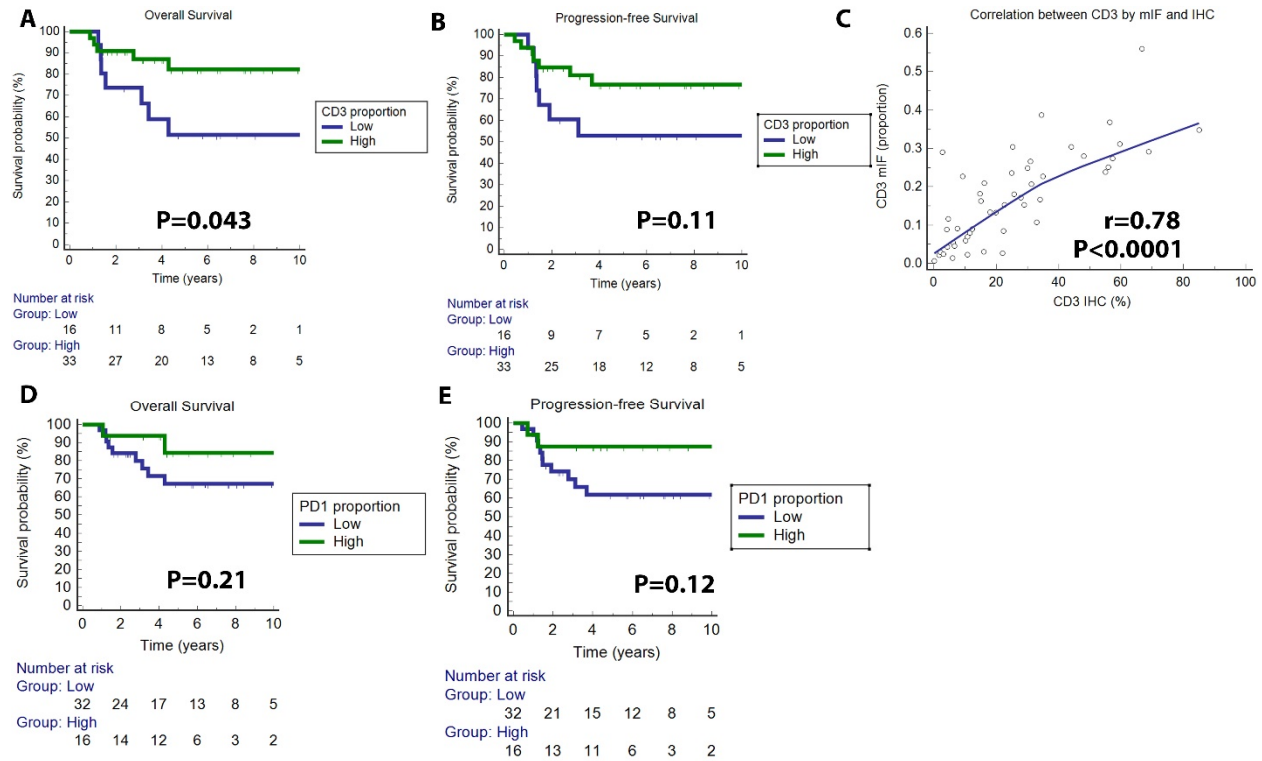 A
Overall Survival
Survival probability (%)
100
90
80
70
60
50
40
30
20
10
0
P=0.043
0 2 4 6 8 10
Time (years)
CD3 proportion
Low
High
Number at risk
Group: Low
16 11 8 5 2 1
Group: High
33 27 20 13 8 5
B
Progression-free Survival
Survival probability (%)
100
90
80
70
60
50
40
30
20
10
0
P=0.11
0 2 4 6 8 10
Time (years)
CD3 proportion
Low
High
Number at risk
Group: Low
16 9 7 5 2 1
Group: High
33 25 18 12 8 5
C
Correlation between CD3 by mIF and IHC
CD3 mIF (proportion)
0.6
0.5
0.4
0.3
0.2
0.1
0.0
r=0.78
P<0.0001
0 20 40 60 80 100
CD3 IHC (%)
D
Overall Survival
Survival probability (%)
100
90
80
70
60
50
40
30
20
10
0
P=0.21
0 2 4 6 8 10
Time (years)
PD1 proportion
Low
High
Number at risk
Group: Low
32 24 17 13 8 5
Group: High
16 14 12 6 3 2
E
Progression-free Survival
Survival probability (%)
100
90
80
70
60
50
40
30
20
10
0
P=0.12
0 2 4 6 8 10
Time (years)
PD1 proportion
Low
High
Number at risk
Group: Low
32 21 15 12 8 5
Group: High
16 13 11 6 3 2